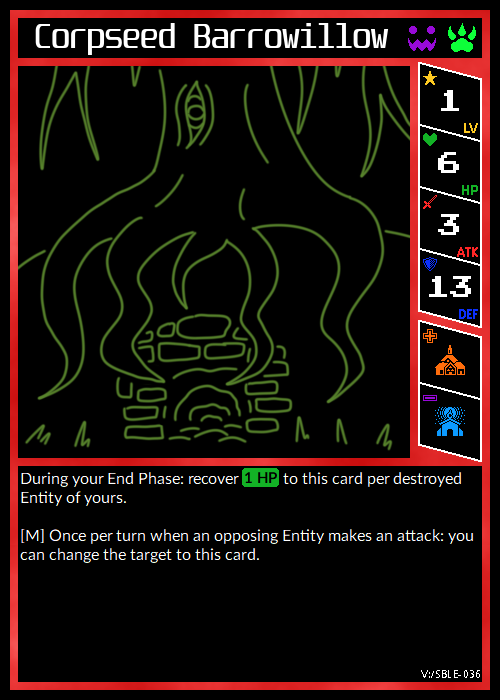 Corpseed Barrowillow
1
LV
6
HP
3
ATK
13
DEF
During your End Phase: recover 1 HP to this card per destroyed
Entity of yours.
[M] Once per turn when an opposing Entity makes an attack: you
can change the target to this card.
V:/SBLE-036